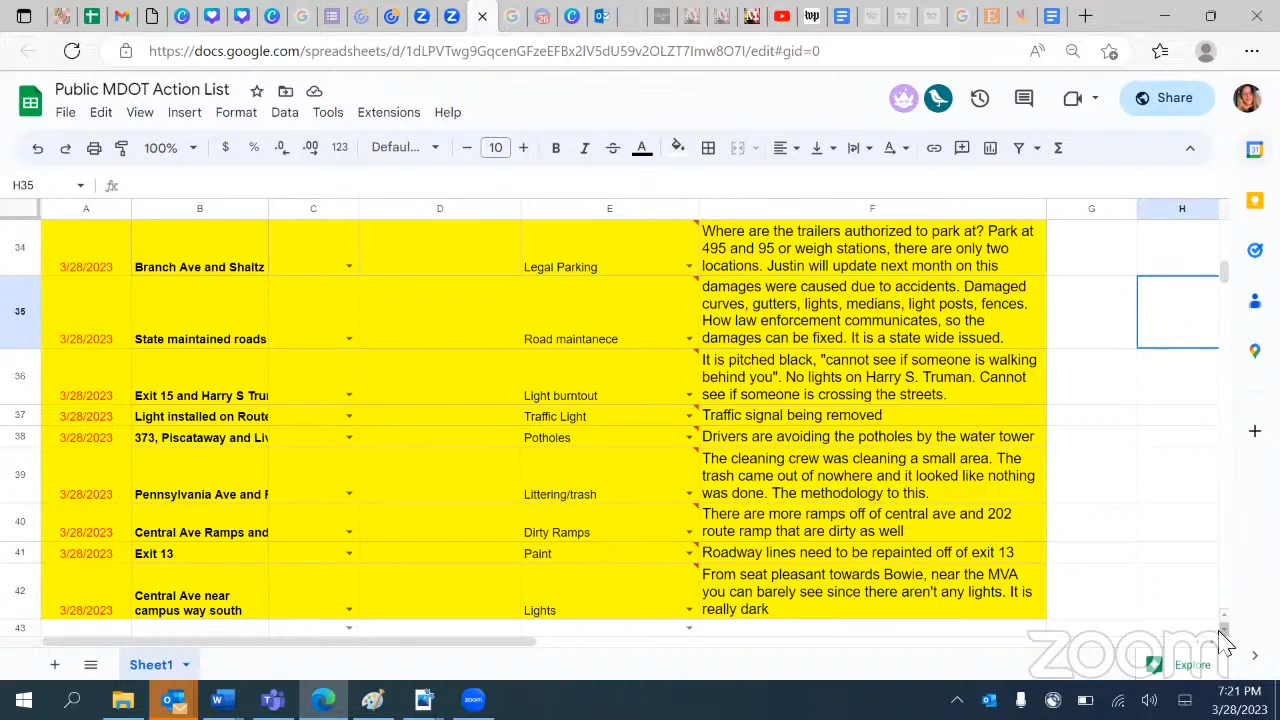 https://docs.google.com/spreadsheets/d/1dLPVTwg9GqcenGFzeEFBx2lV5dU59v2OLZT7Imw8O7I/edit#gid=0
Public MDOT Action List
File Edit View Insert Format Data Tools Extensions Help
Share
100% $ % .0 .00 123 Defaul... 10 B I A
H35 fx
A B C D E F G H
34 3/28/2023 Branch Ave and Shaltz Legal Parking
Where are the trailers authorized to park at? Park at
495 and 95 or weigh stations, there are only two
locations. Justin will update next month on this
35 3/28/2023 State maintained roads Road maintanece
damages were caused due to accidents. Damaged
curves, gutters, lights, medians, light posts, fences.
How law enforcement communicates, so the
damages can be fixed. It is a state wide issued.
36 3/28/2023 Exit 15 and Harry S Tru Light burntout
It is pitched black, "cannot see if someone is walking
behind you". No lights on Harry S. Truman. Cannot
see if someone is crossing the streets.
37 3/28/2023 Light installed on Route Traffic Light Traffic signal being removed
38 3/28/2023 373, Piscataway and Liv Potholes Drivers are avoiding the potholes by the water tower
39 3/28/2023 Pennsylvania Ave and Littering/trash
The cleaning crew was cleaning a small area. The
trash came out of nowhere and it looked like nothing
was done. The methodology to this.
40 3/28/2023 Central Ave Ramps and Dirty Ramps
There are more ramps off of central ave and 202
route ramp that are dirty as well
41 3/28/2023 Exit 13 Paint Roadway lines need to be repainted off of exit 13
42 3/28/2023 Central Ave near
campus way south Lights
From seat pleasant towards Bowie, near the MVA
you can barely see since there aren't any lights. It is
really dark
43
zoom
Sheet1
Explore
zoom
7:21 PM
3/28/2023